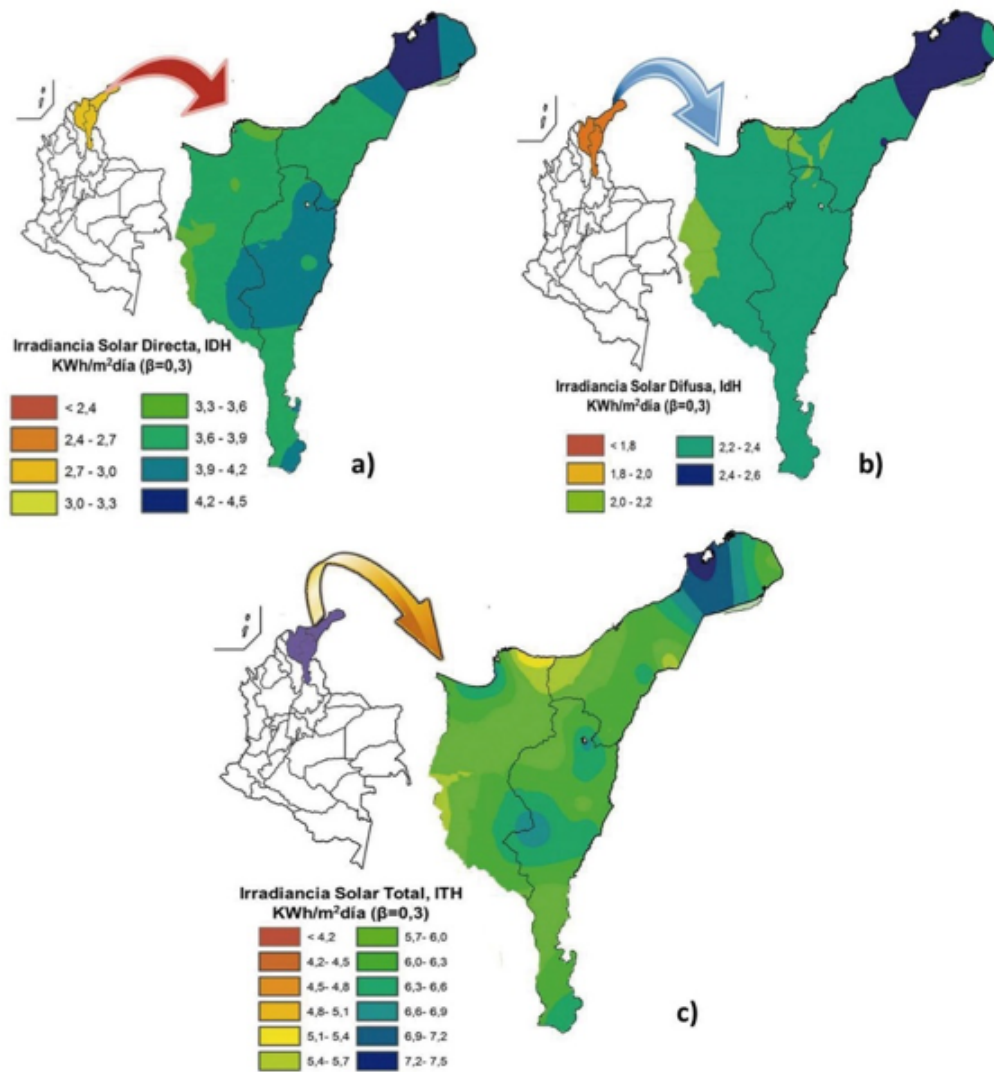 Irradiancia Solar Directa, IDH
KWh/m²día (β=0,3)
< 2,4
2,4 - 2,7
2,7 - 3,0
3,0 - 3,3
3,3 - 3,6
3,6 - 3,9
3,9 - 4,2
4,2 - 4,5
a)
Irradiancia Solar Difusa, IdH
KWh/m²día (β=0,3)
< 1,8
1,8 - 2,0
2,0 - 2,2
2,2 - 2,4
2,4 - 2,6
b)
Irradiancia Solar Total, ITH
KWh/m²día (β=0,3)
< 4,2
4,2- 4,5
4,5- 4,8
4,8- 5,1
5,1- 5,4
5,4- 5,7
5,7- 6,0
6,0- 6,3
6,3- 6,6
6,6- 6,9
6,9- 7,2
7,2- 7,5
c)